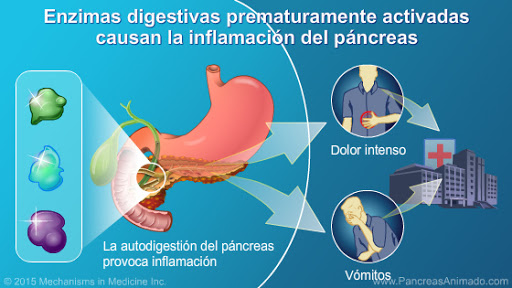 Enzimas digestivas prematuramente activadas
causan la inflamación del páncreas
Dolor intenso
La autodigestión del páncreas
provoca inflamación
Vómitos
© 2015 Mechanisms in Medicine Inc.
www.PancreasAnimado.com